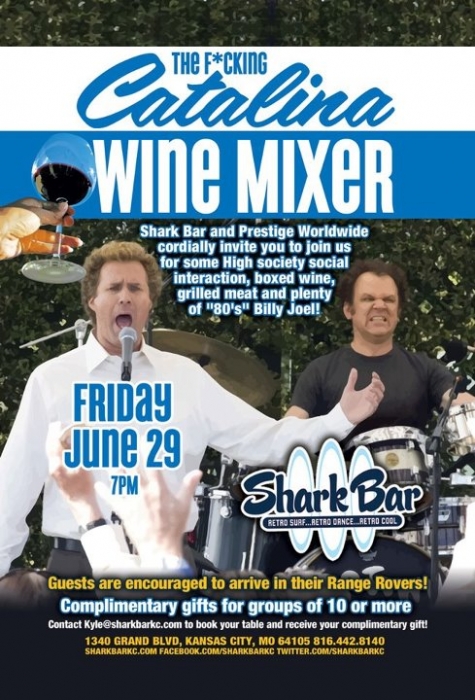 THE F*CKING
Catalina
WINE MIXER
Shark Bar and Prestige Worldwide
cordially invite you to join us
for some High society social
interaction, boxed wine,
grilled meat and plenty
of "80's" Billy Joel!
FRIDAY
JUNE 29
7PM
Shark Bar
RETRO SURF...RETRO DANCE...RETRO COOL
Guests are encouraged to arrive in their Range Rovers!
Complimentary gifts for groups of 10 or more
Contact Kyle@sharkbarkc.com to book your table and receive your complimentary gift!
1340 GRAND BLVD, KANSAS CITY, MO 64105 816.442.8140
SHARKBARKC.COM FACEBOOK.COM/SHARKBARKC TWITTER.COM/SHARKBARKC